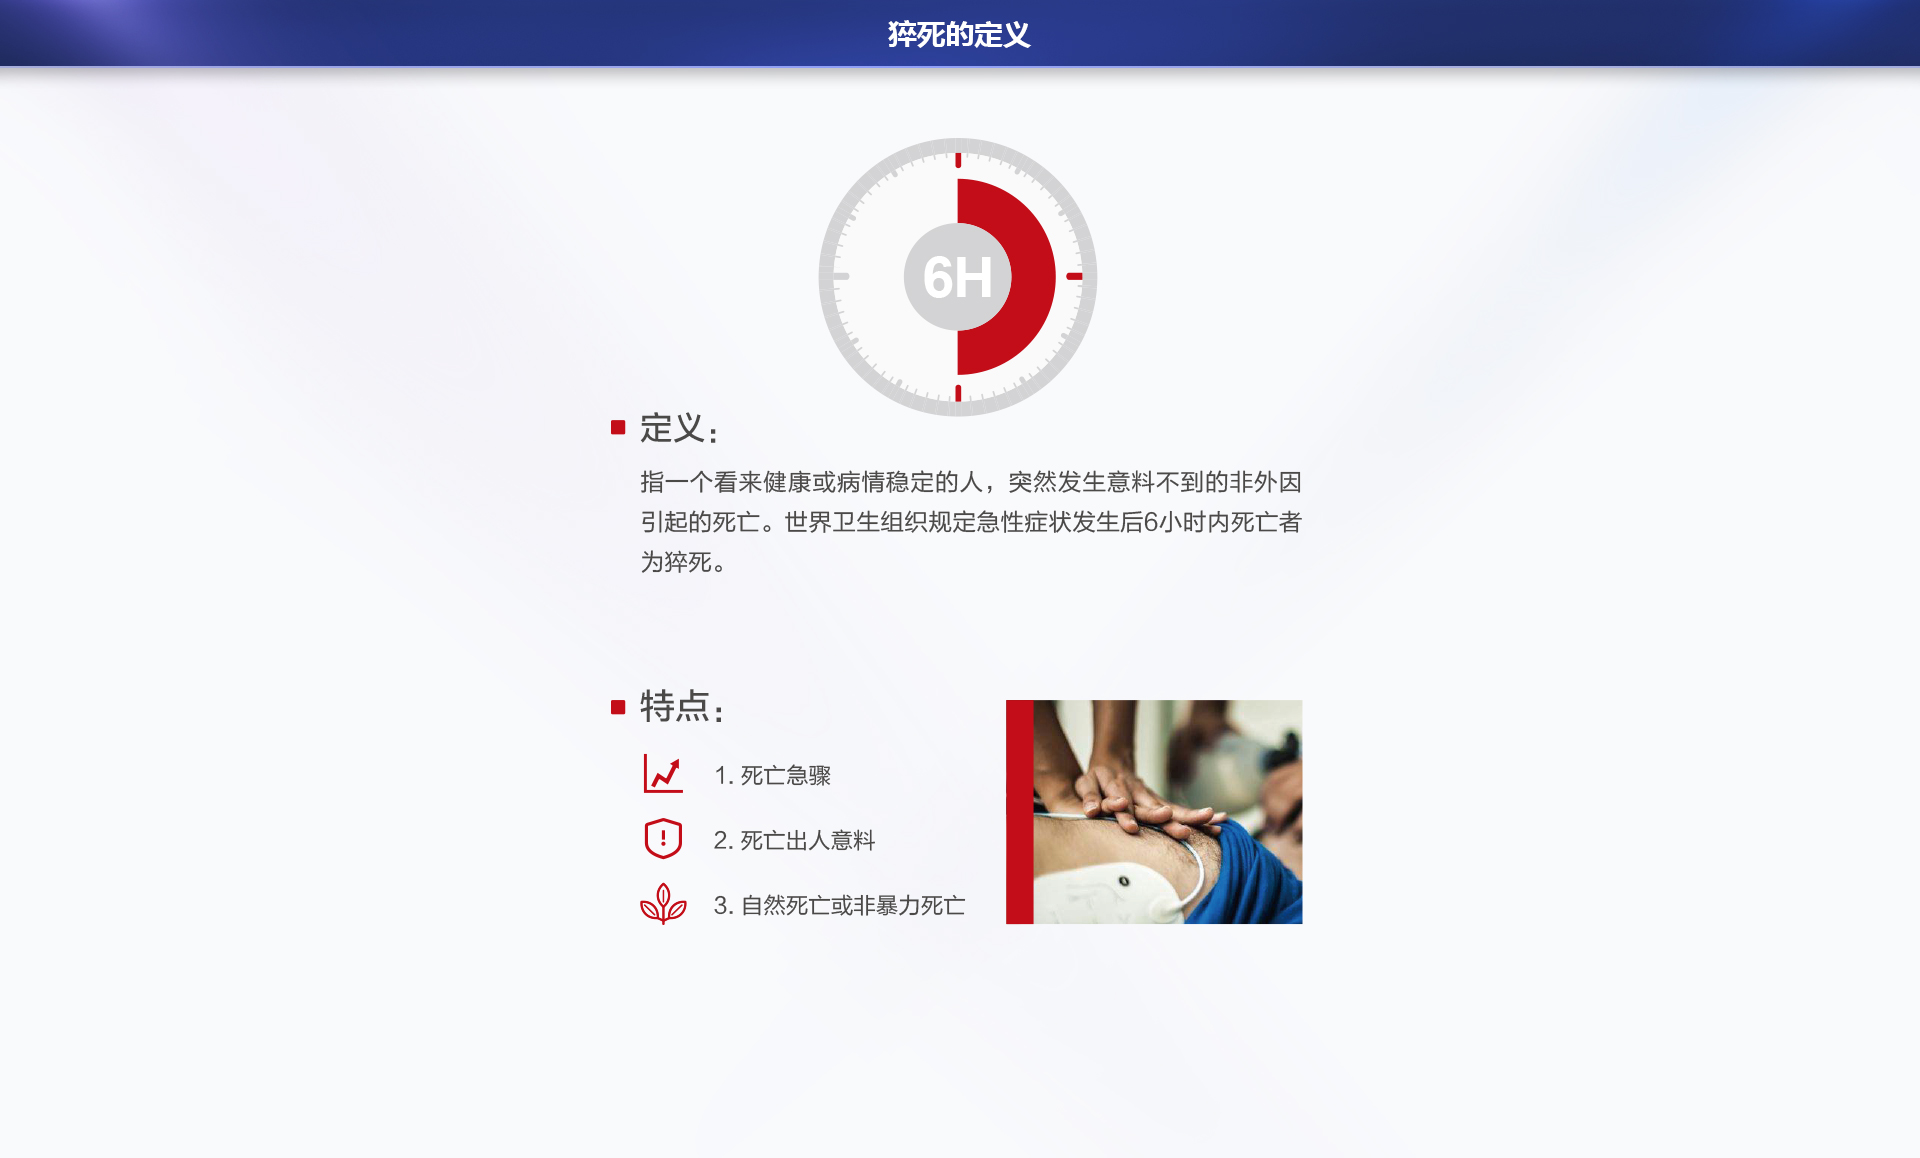 猝死的定义
6H
定义：
指一个看来健康或病情稳定的人，突然发生意料不到的非外因
引起的死亡。世界卫生组织规定急性症状发生后6小时内死亡者
为猝死。
特点：
1. 死亡急骤
2. 死亡出人意料
3. 自然死亡或非暴力死亡